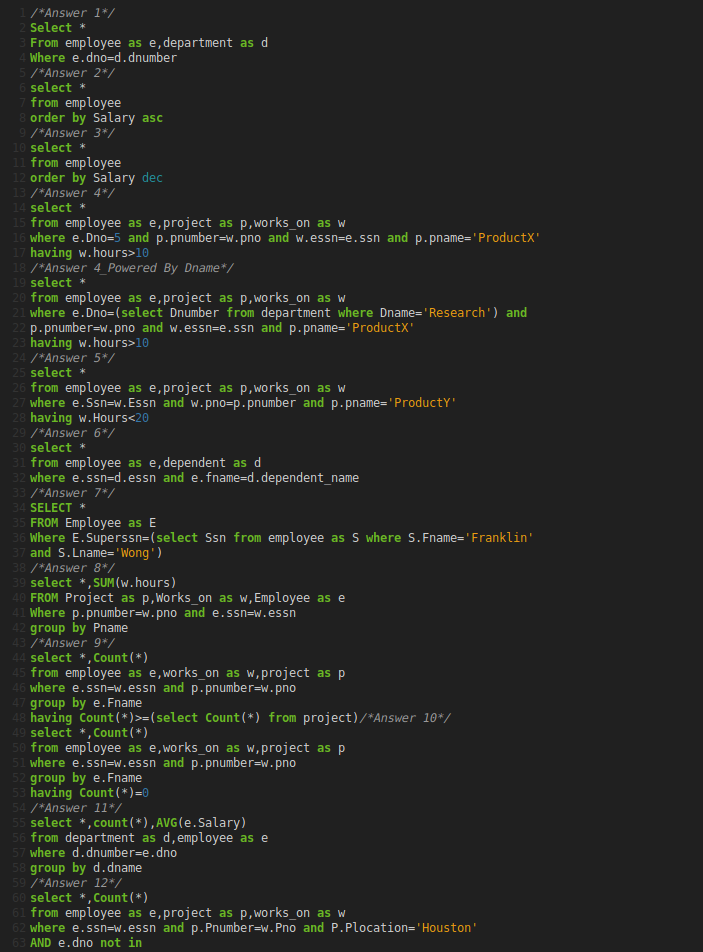 1 /*Answer 1*/
2 Select *
3 From employee as e,department as d
4 Where e.dno=d.dnumber
5 /*Answer 2*/
6 select *
7 from employee
8 order by Salary asc
9 /*Answer 3*/
10 select *
11 from employee
12 order by Salary dec
13 /*Answer 4*/
14 select *
15 from employee as e,project as p,works_on as w
16 where e.Dno=5 and p.pnumber=w.pno and w.essn=e.ssn and p.pname='ProductX'
17 having w.hours>10
18 /*Answer 4_Powered By Dname*/
19 select *
20 from employee as e,project as p,works_on as w
21 where e.Dno=(select Dnumber from department where Dname='Research') and
22 p.pnumber=w.pno and w.essn=e.ssn and p.pname='ProductX'
23 having w.hours>10
24 /*Answer 5*/
25 select *
26 from employee as e,project as p,works_on as w
27 where e.Ssn=w.Essn and w.pno=p.pnumber and p.pname='ProductY'
28 having w.Hours<20
29 /*Answer 6*/
30 select *
31 from employee as e,dependent as d
32 where e.ssn=d.essn and e.fname=d.dependent_name
33 /*Answer 7*/
34 SELECT *
35 FROM Employee as E
36 Where E.Superssn=(select Ssn from employee as S where S.Fname='Franklin'
37 and S.Lname='Wong')
38 /*Answer 8*/
39 select *,SUM(w.hours)
40 FROM Project as p,Works_on as w,Employee as e
41 Where p.pnumber=w.pno and e.ssn=w.essn
42 group by Pname
43 /*Answer 9*/
44 select *,Count(*)
45 from employee as e,works_on as w,project as p
46 where e.ssn=w.essn and p.pnumber=w.pno
47 group by e.Fname
48 having Count(*)>=(select Count(*) from project)/*Answer 10*/
49 select *,Count(*)
50 from employee as e,works_on as w,project as p
51 where e.ssn=w.essn and p.pnumber=w.pno
52 group by e.Fname
53 having Count(*)=0
54 /*Answer 11*/
55 select *,count(*),AVG(e.Salary)
56 from department as d,employee as e
57 where d.dnumber=e.dno
58 group by d.dname
59 /*Answer 12*/
60 select *,Count(*)
61 from employee as e,project as p,works_on as w
62 where e.ssn=w.essn and p.Pnumber=w.Pno and P.Plocation='Houston'
63 AND e.dno not in